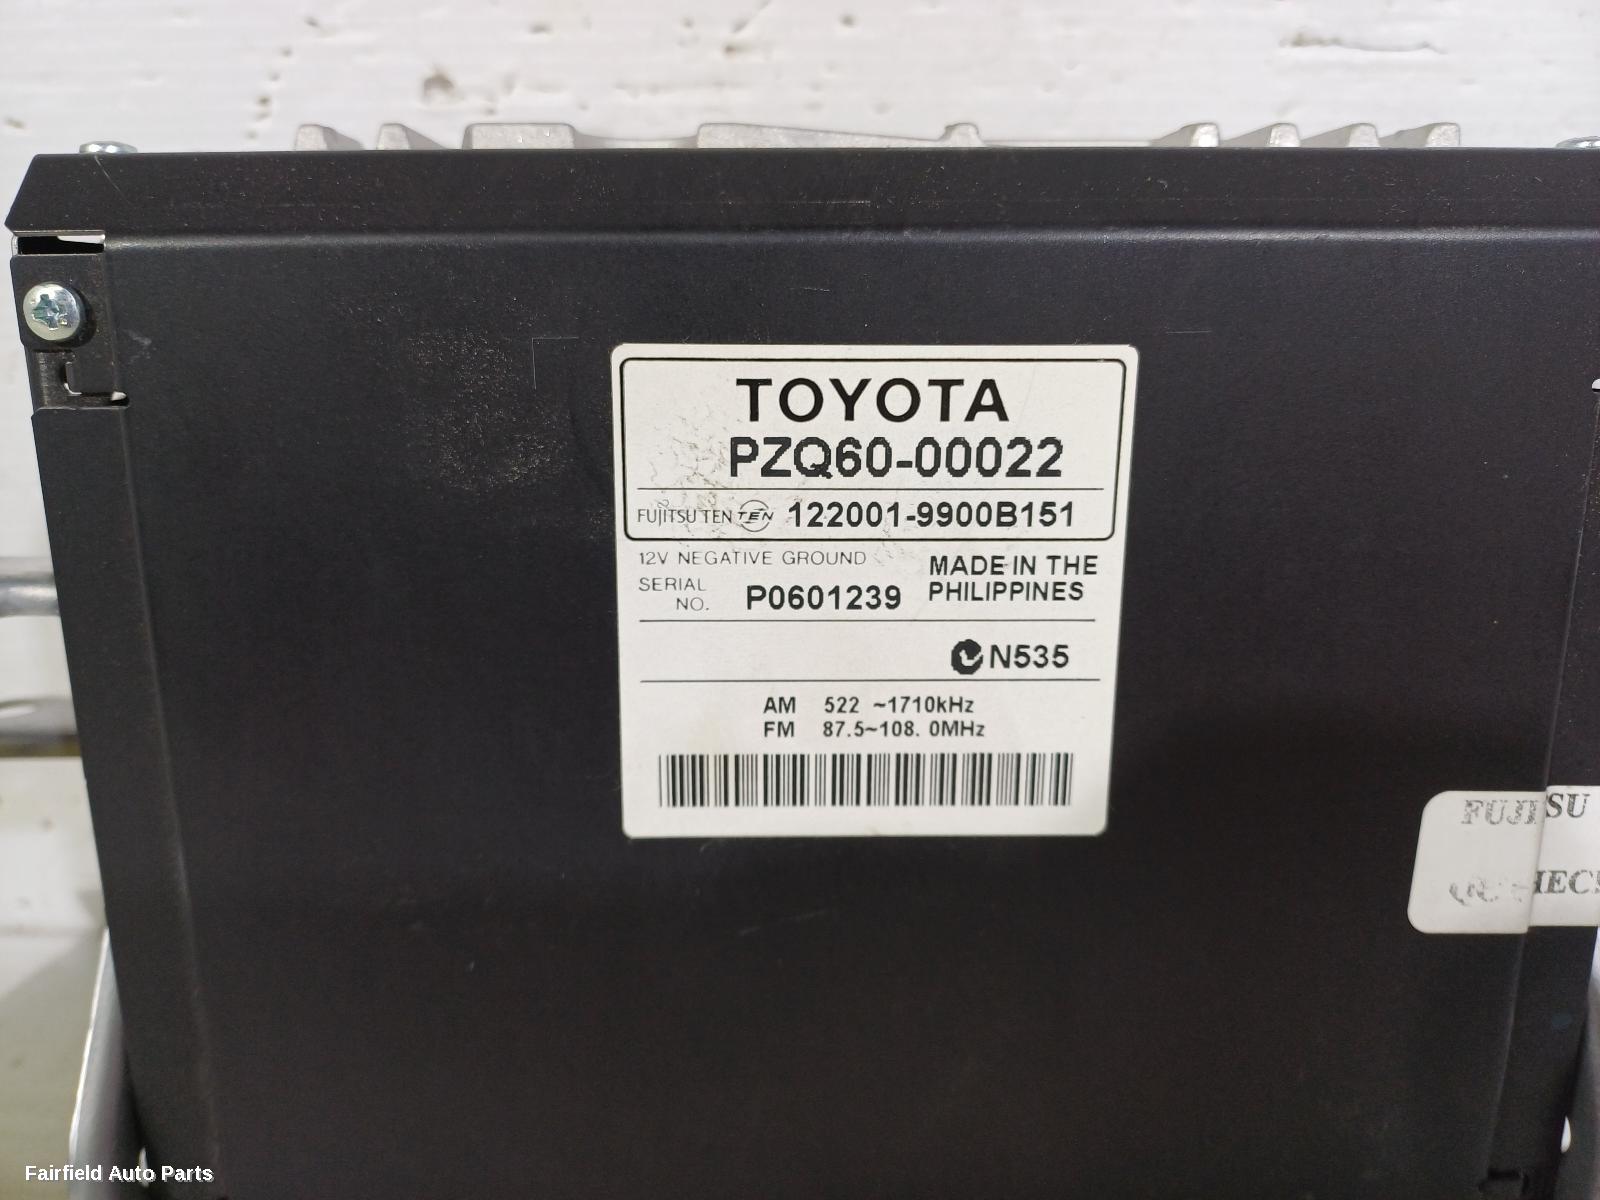 TOYOTA
PZQ60-00022
FUJITSU TEN TEN 122001-9900B151
12V NEGATIVE GROUND
MADE IN THE
PHILIPPINES
SERIAL
NO. P0601239
N535
AM 522 ~1710kHz
FM 87.5~108. 0MHz
FUJITSU
Fairfield Auto Parts